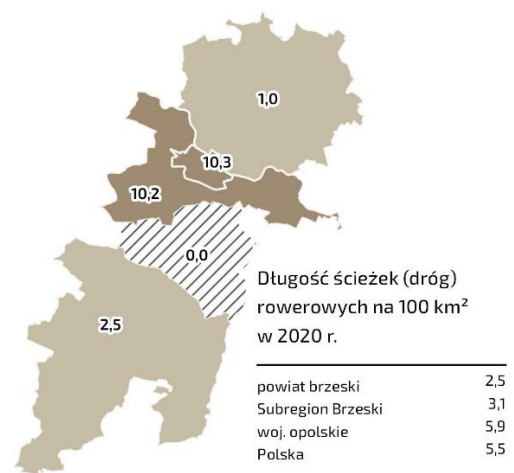 1,0
10,3
10,2
0,0
2,5
Długość ścieżek (dróg)
rowerowych na 100 km²
w 2020 r.
powiat brzeski 2,5
Subregion Brzeski 3,1
woj. opolskie 5,9
Polska 5,5